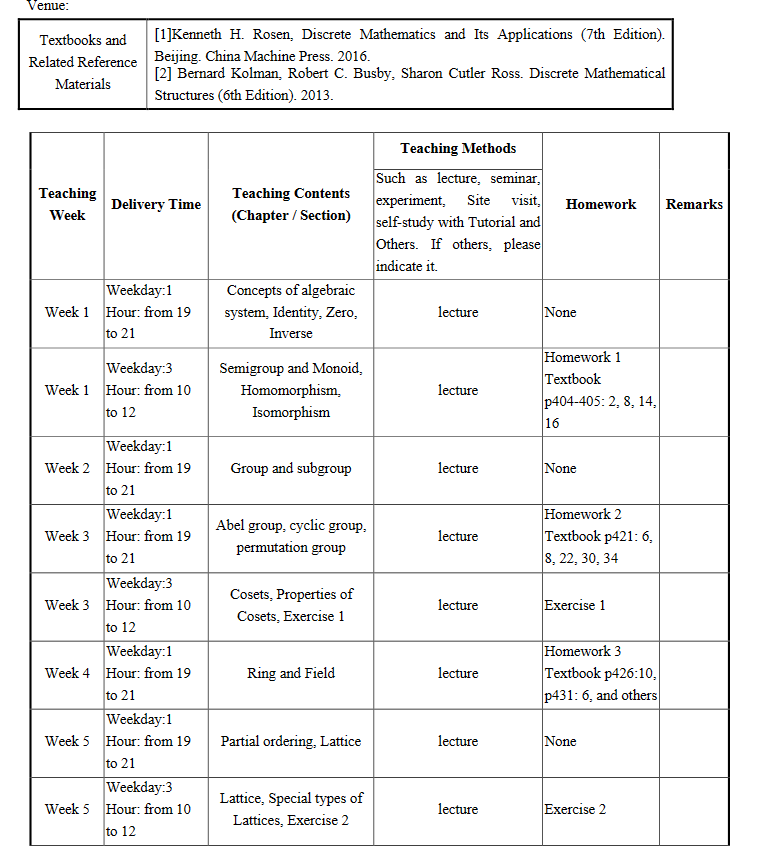 Venue:
Textbooks and
Related Reference
Materials
[1]Kenneth H. Rosen, Discrete Mathematics and Its Applications (7th Edition).
Beijing. China Machine Press. 2016.
[2] Bernard Kolman, Robert C. Busby, Sharon Cutler Ross. Discrete Mathematical
Structures (6th Edition). 2013.
Teaching
Week
Delivery Time
Teaching Contents
(Chapter / Section)
Teaching Methods
Such as lecture, seminar,
experiment, Site visit,
self-study with Tutorial and
Others. If others, please
indicate it.
Homework
Remarks
Week 1
Weekday:1
Hour: from 19
to 21
Concepts of algebraic
system, Identity, Zero,
Inverse
lecture
None
Week 1
Weekday:3
Hour: from 10
to 12
Semigroup and Monoid,
Homomorphism,
Isomorphism
lecture
Homework 1
Textbook
p404-405: 2, 8, 14,
16
Week 2
Weekday:1
Hour: from 19
to 21
Group and subgroup
lecture
None
Week 3
Weekday:1
Hour: from 19
to 21
Abel group, cyclic group,
permutation group
lecture
Homework 2
Textbook p421: 6,
8, 22, 30, 34
Week 3
Weekday:3
Hour: from 10
to 12
Cosets, Properties of
Cosets, Exercise 1
lecture
Exercise 1
Week 4
Weekday:1
Hour: from 19
to 21
Ring and Field
lecture
Homework 3
Textbook p426:10,
p431: 6, and others
Week 5
Weekday:1
Hour: from 19
to 21
Partial ordering, Lattice
lecture
None
Week 5
Weekday:3
Hour: from 10
to 12
Lattice, Special types of
Lattices, Exercise 2
lecture
Exercise 2